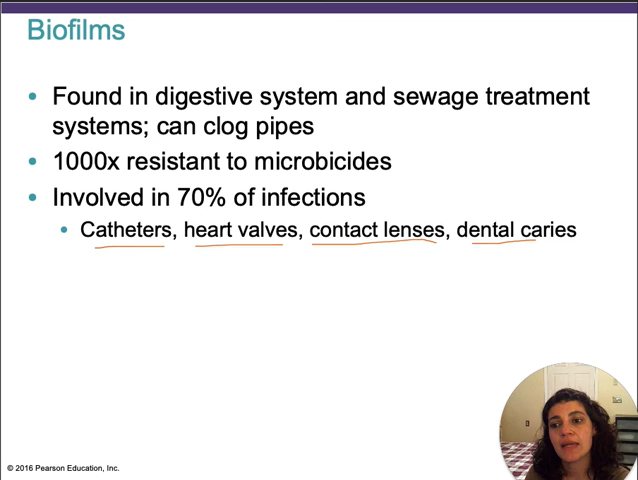 Biofilms
• Found in digestive system and sewage treatment
systems; can clog pipes
• 1000x resistant to microbicides
• Involved in 70% of infections
• Catheters, heart valves, contact lenses, dental caries
© 2016 Pearson Education, Inc.